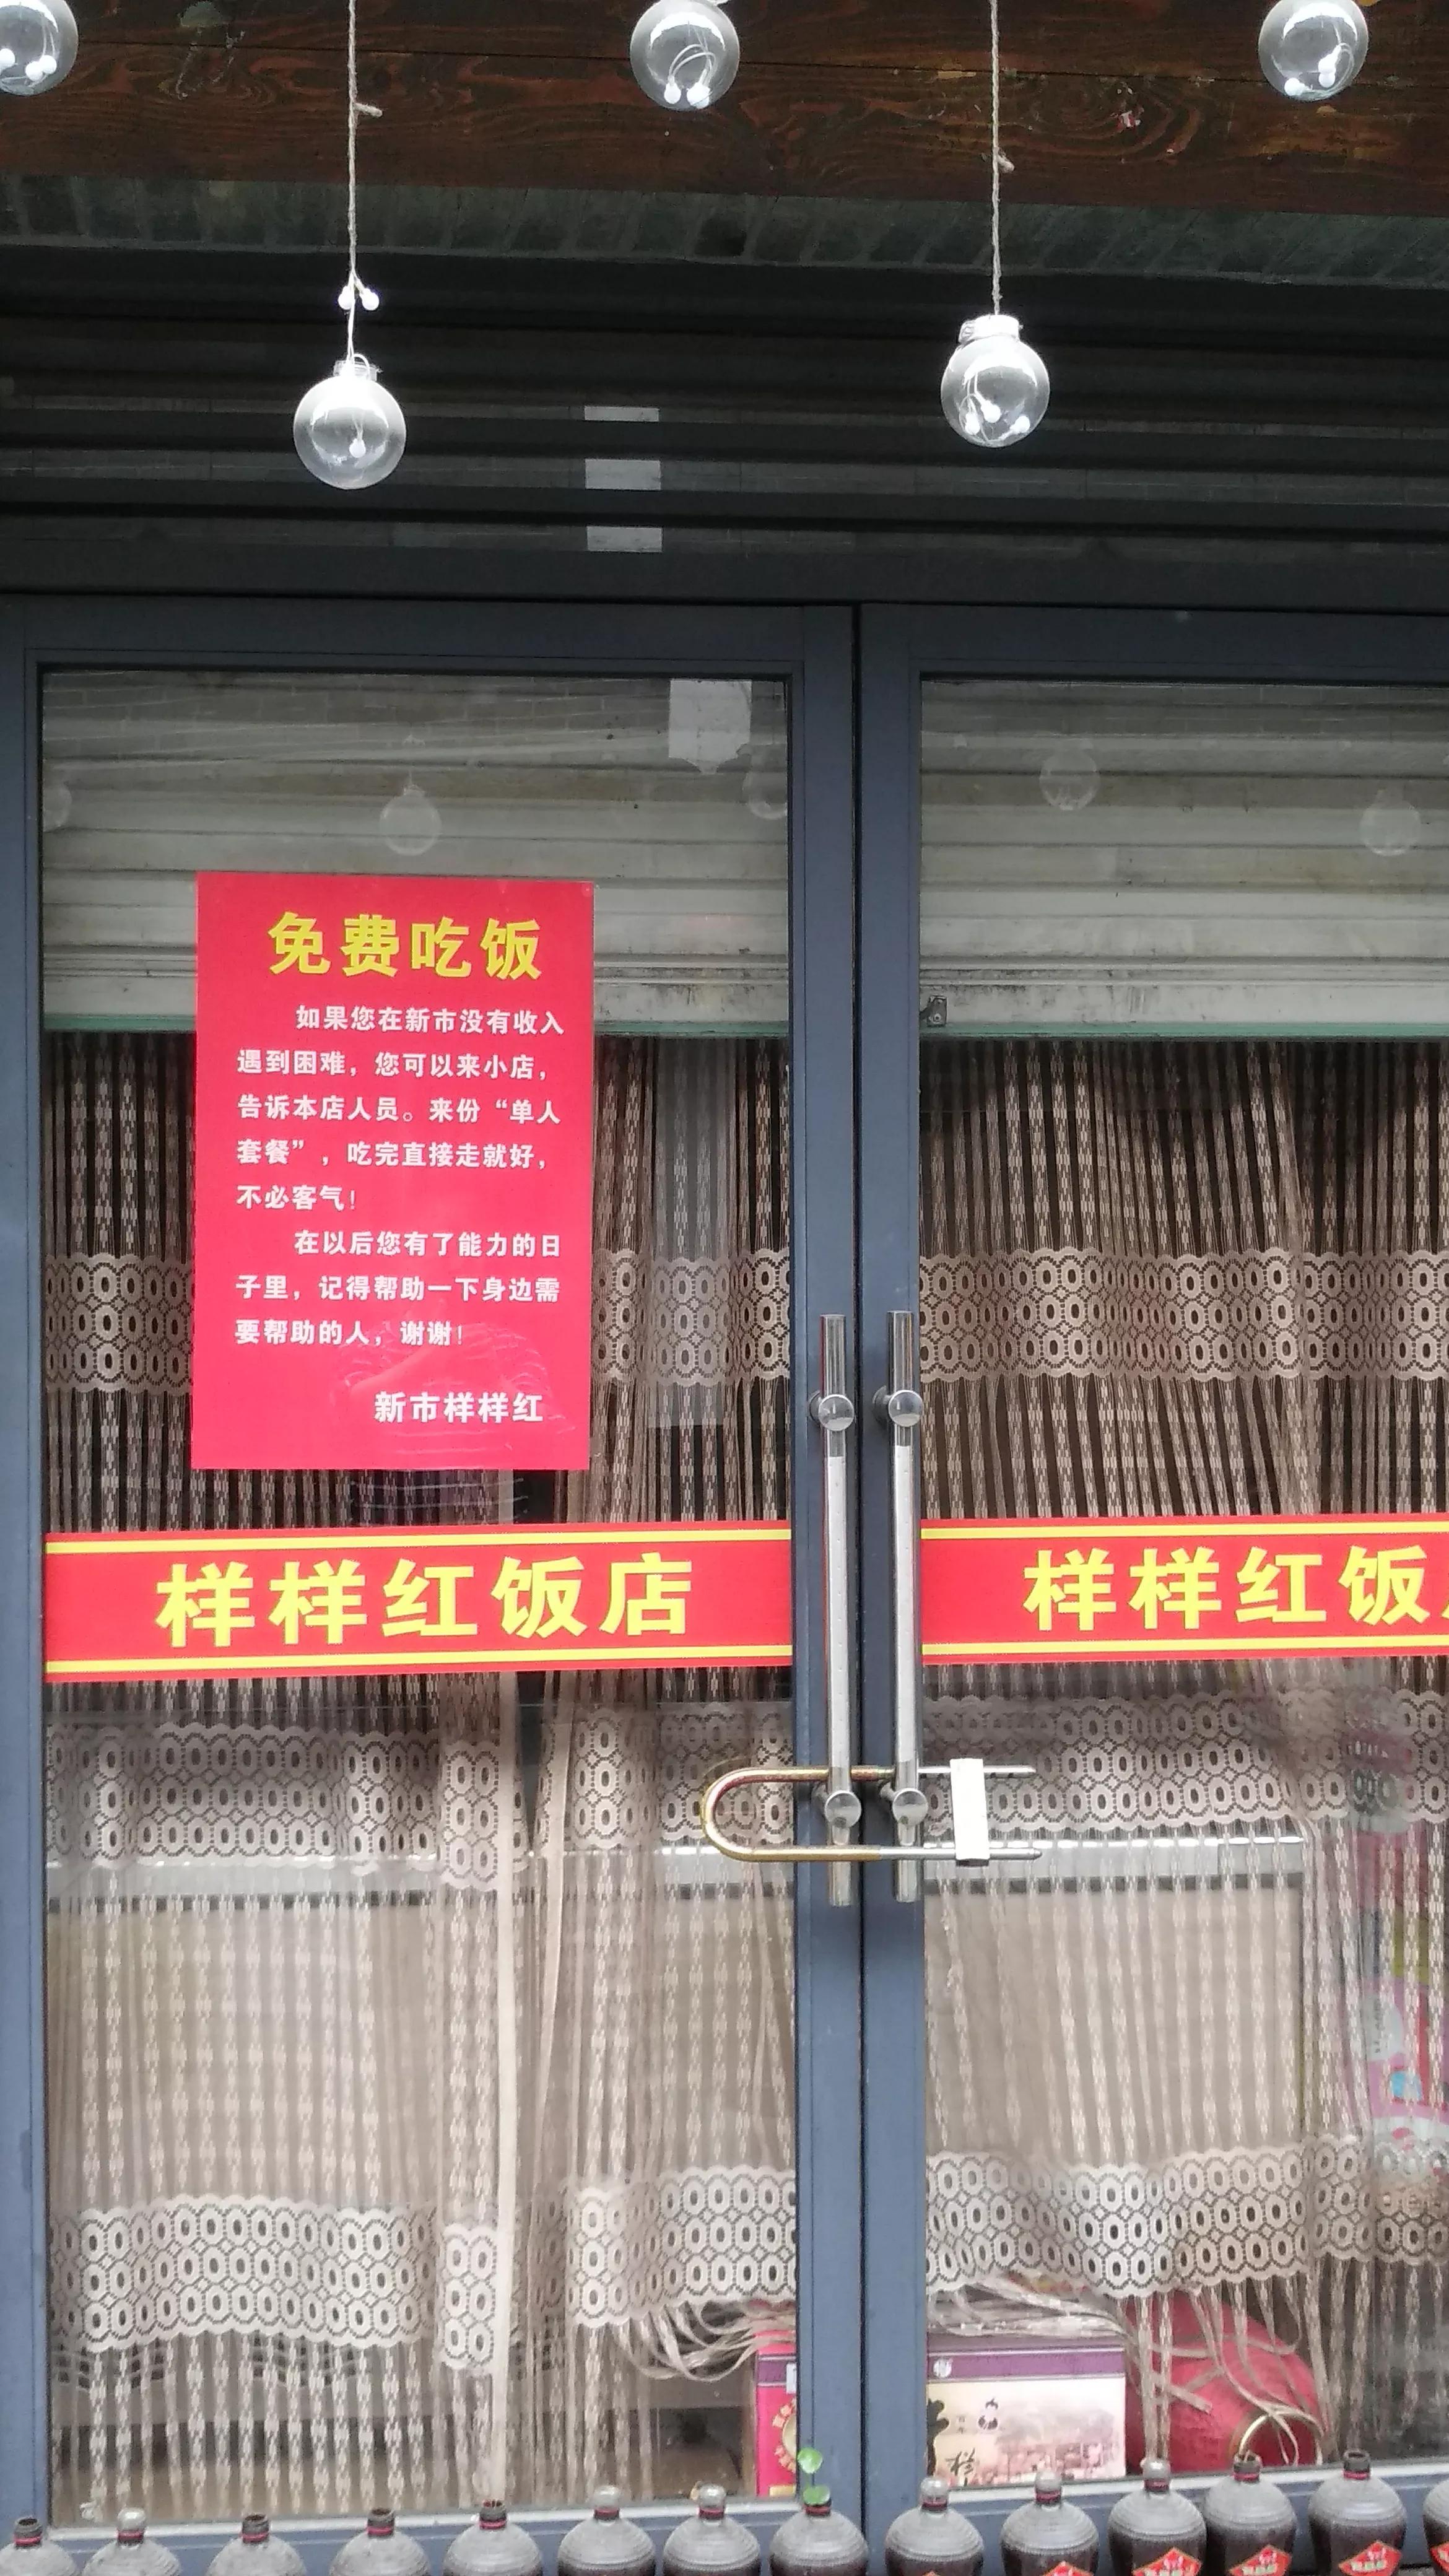 免费吃饭
如果您在新市没有收入
遇到困难，您可以来小店，
告诉本店人员。来份“单人
套餐”，吃完直接走就好，
不必客气！
在以后您有了能力的日
子里，记得帮助一下身边需
要帮助的人，谢谢！
新市样样红
样样红饭店
样样红饭